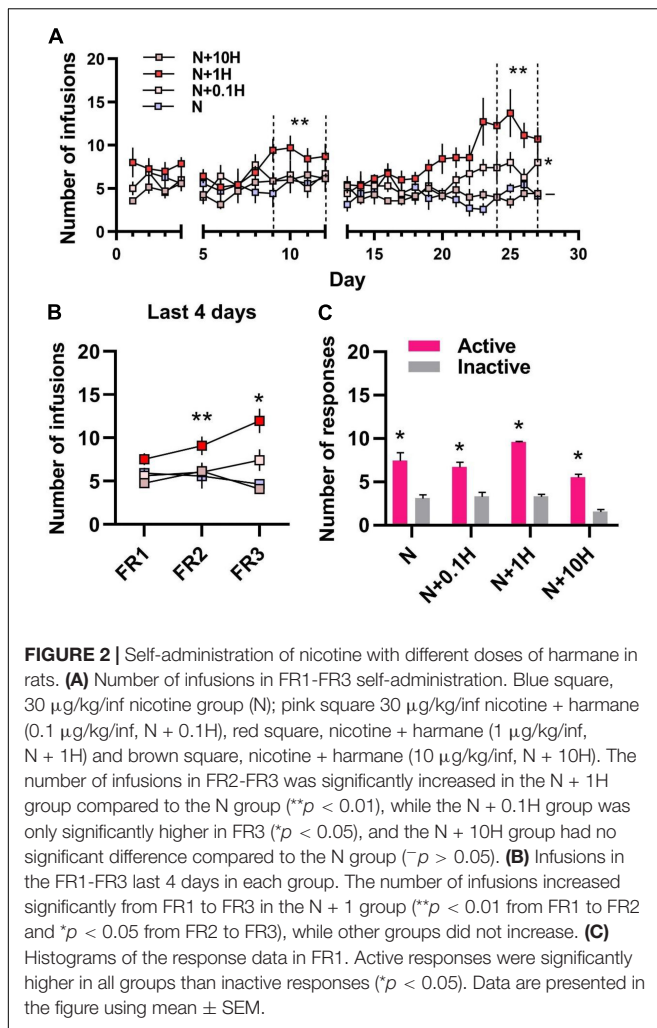 A
N+10H
N+1H
N+0.1H
N
**
**
*
–
Number of infusions
20
15
10
5
0
0
5
10
15
20
25
30
Day
B
Last 4 days
Number of infusions
20
15
10
5
0
**
*
FR1
FR2
FR3
C
Active
Inactive
Number of responses
20
15
10
5
0
*
*
*
*
N
N+0.1H
N+1H
N+10H
FIGURE 2 | Self-administration of nicotine with different doses of harmane in
rats. (A) Number of infusions in FR1-FR3 self-administration. Blue square,
30 μg/kg/inf nicotine group (N); pink square 30 μg/kg/inf nicotine + harmane
(0.1 μg/kg/inf, N + 0.1H), red square, nicotine + harmane (1 μg/kg/inf,
N + 1H) and brown square, nicotine + harmane (10 μg/kg/inf, N + 10H). The
number of infusions in FR2-FR3 was significantly increased in the N + 1H
group compared to the N group (**p < 0.01), while the N + 0.1H group was
only significantly higher in FR3 (*p < 0.05), and the N + 10H group had no
significant difference compared to the N group (⁻p > 0.05). (B) Infusions in
the FR1-FR3 last 4 days in each group. The number of infusions increased
significantly from FR1 to FR3 in the N + 1 group (**p < 0.01 from FR1 to FR2
and *p < 0.05 from FR2 to FR3), while other groups did not increase. (C)
Histograms of the response data in FR1. Active responses were significantly
higher in all groups than inactive responses (*p < 0.05). Data are presented in
the figure using mean ± SEM.